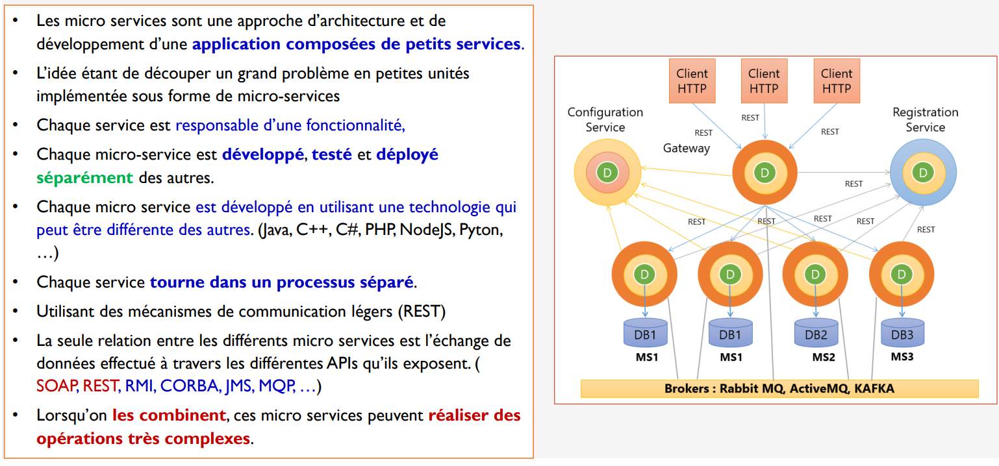 • Les micro services sont une approche d’architecture et de
développement d’une application composées de petits services.
• L’idée étant de découper un grand problème en petites unités
implémentée sous forme de micro-services
• Chaque service est responsable d’une fonctionnalité,
• Chaque micro-service est développé, testé et déployé
séparément des autres.
• Chaque micro service est développé en utilisant une technologie qui
peut être différente des autres. (Java, C++, C#, PHP, NodeJS, Pyton,
…)
• Chaque service tourne dans un processus séparé.
• Utilisant des mécanismes de communication légers (REST)
• La seule relation entre les différents micro services est l’échange de
données effectué à travers les différentes APIs qu’ils exposent. (
SOAP, REST, RMI, CORBA, JMS, MQP, …)
• Lorsqu’on les combinent, ces micro services peuvent réaliser des
opérations très complexes.
Client
HTTP
Client
HTTP
Client
HTTP
Configuration
Service
Registration
Service
REST
REST
REST
Gateway
D
D
D
REST
REST
REST
REST
REST
REST
D
D
D
D
DB1
DB1
DB2
DB3
MS1
MS1
MS2
MS3
Brokers : Rabbit MQ, ActiveMQ, KAFKA